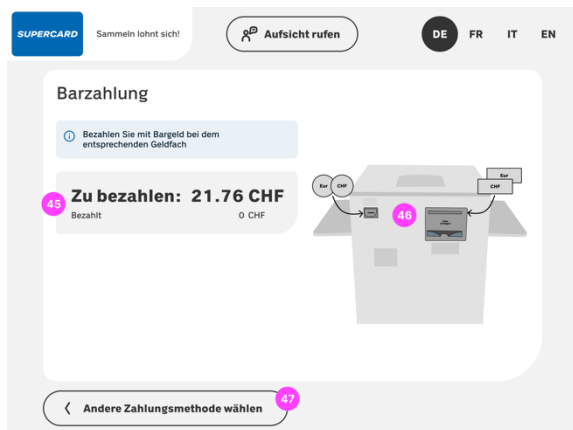 SUPERCARD
Sammeln lohnt sich!
Aufsicht rufen
DE FR IT EN
Barzahlung
Bezahlen Sie mit Bargeld bei dem
entsprechenden Geldfach
45
Zu bezahlen: 21.76 CHF
Bezahlt 0 CHF
Eur CHF
Eur
CHF
46
Andere Zahlungsmethode wählen
47